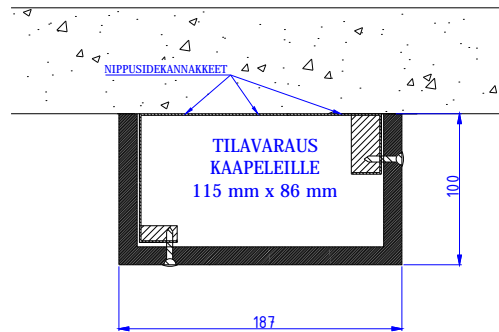 NIPPUSIDEKANNAKKEET
TILAVARAUS
KAAPELEILLE
115 mm x 86 mm
100
187